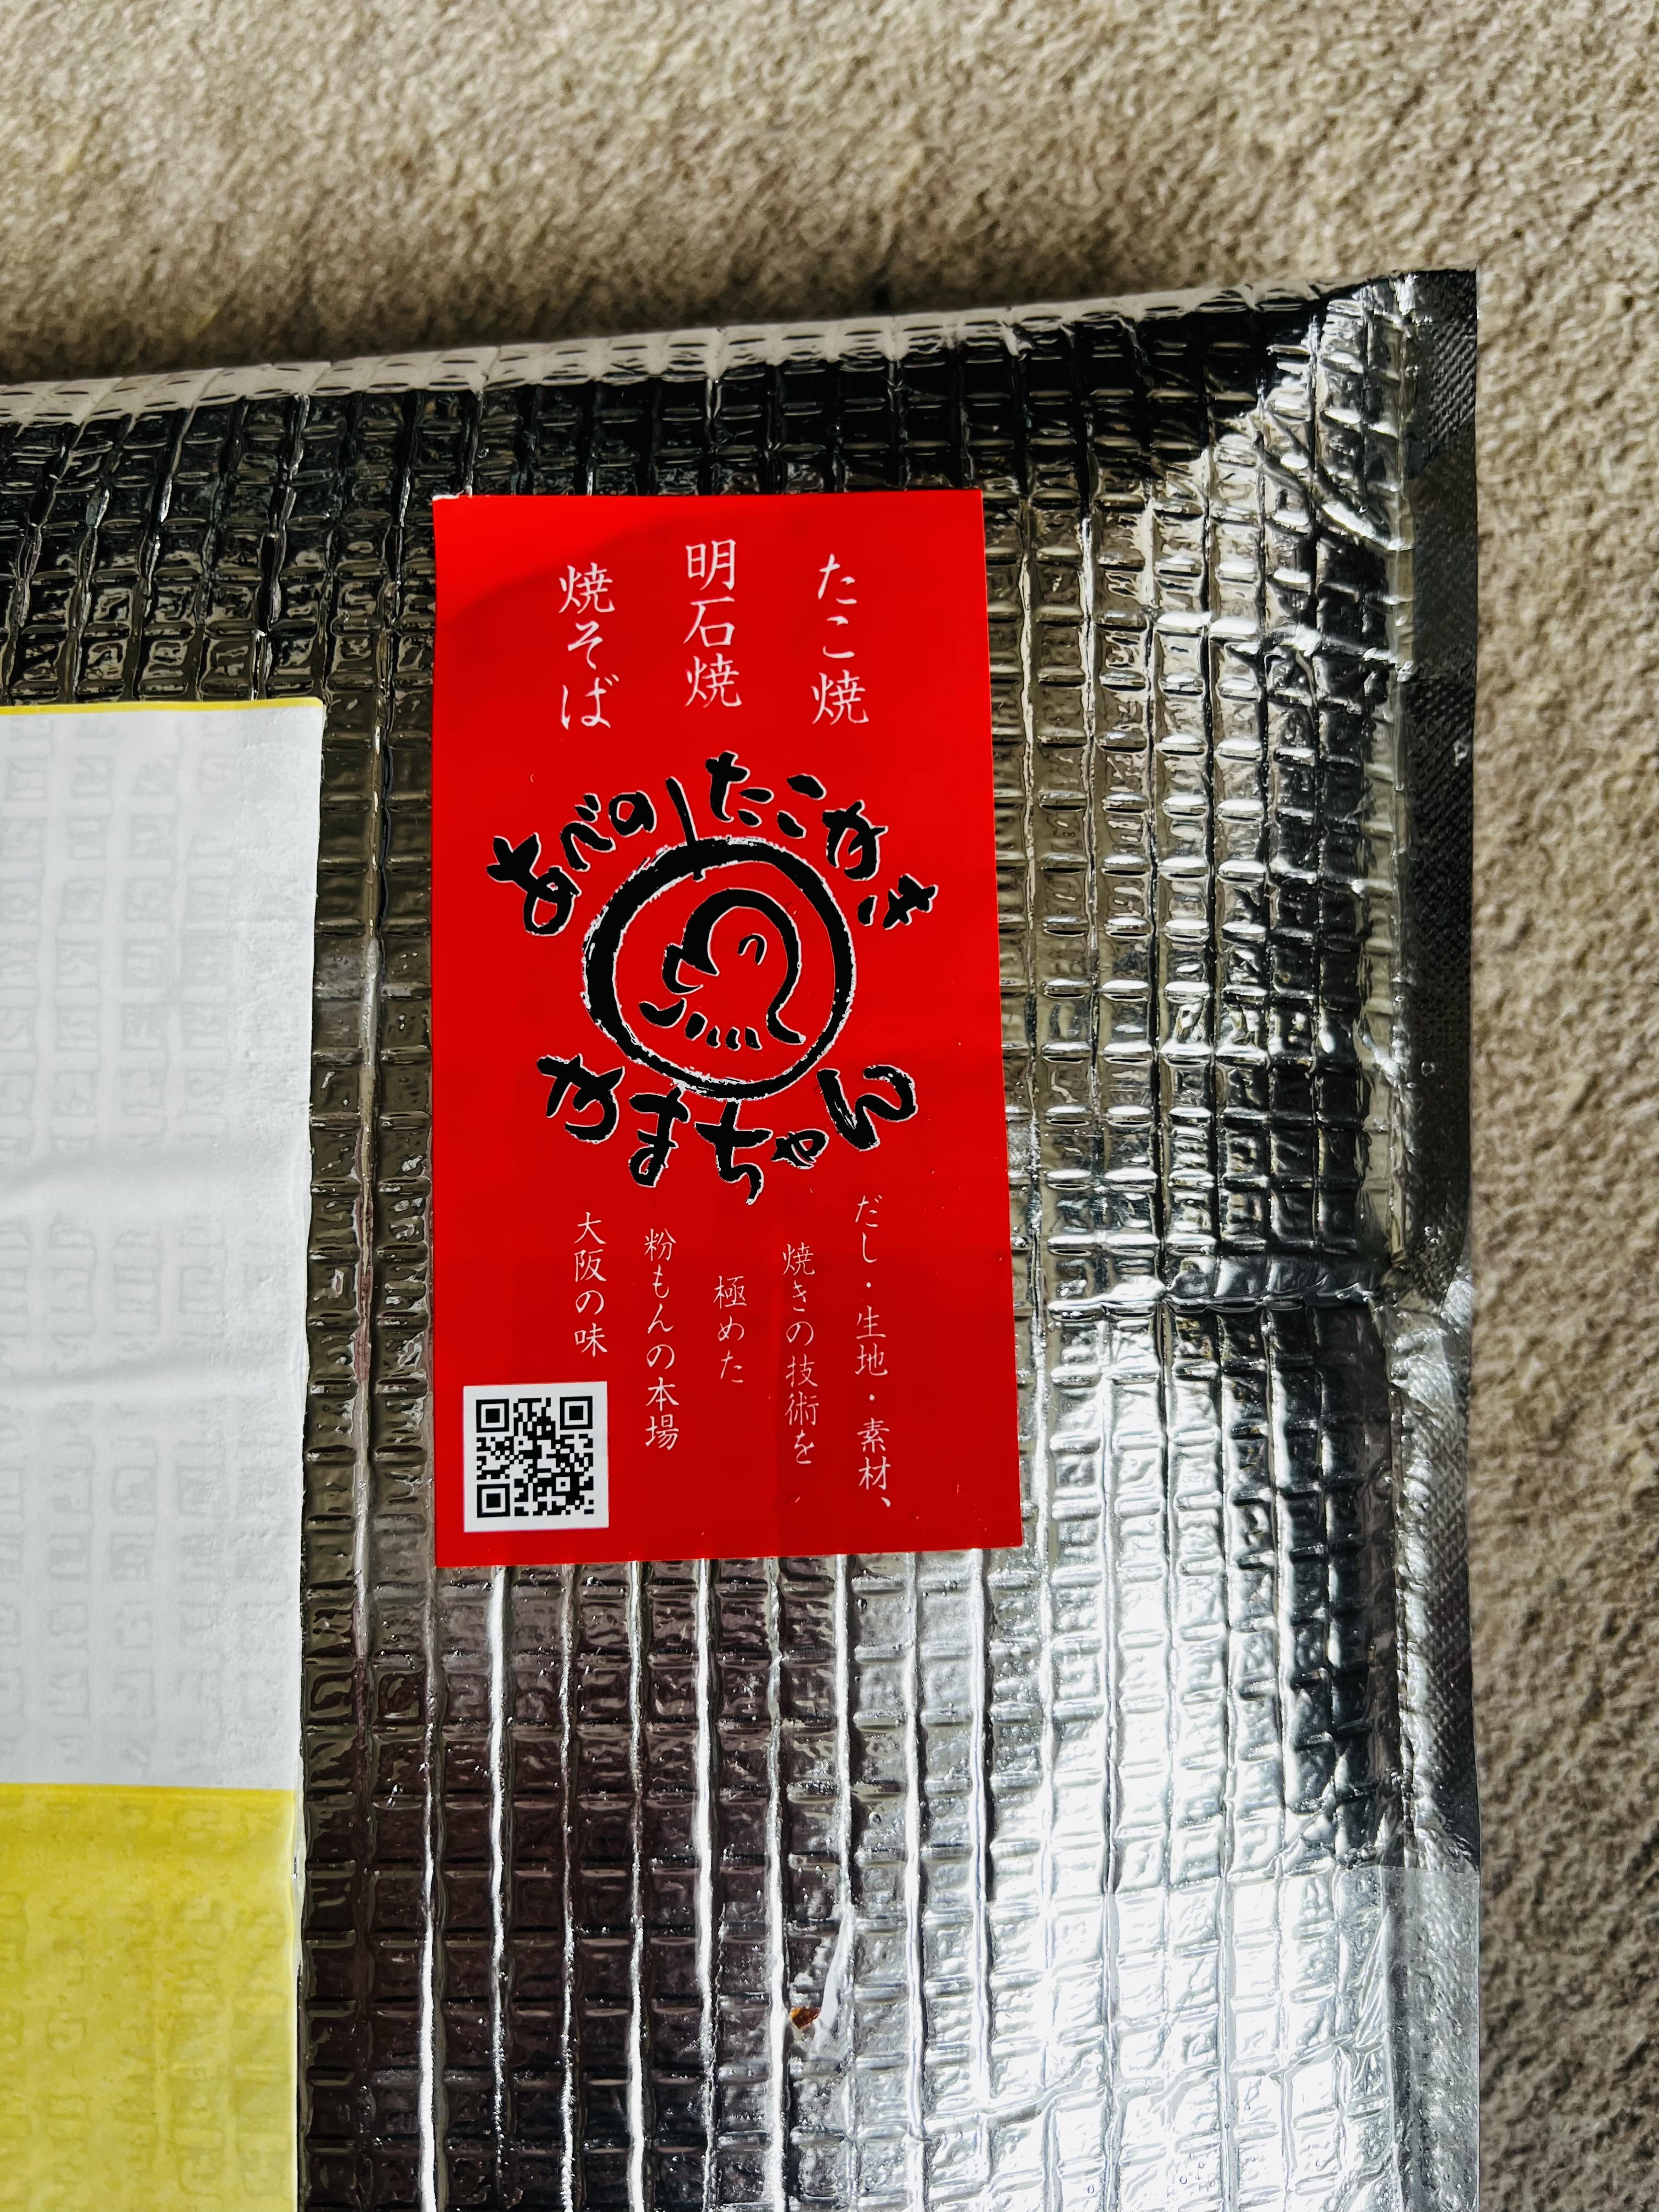 たこ焼
明石焼
焼そば
あべのたこやき
やまちゃん
だし・生地・素材、
焼きの技術を
極めた
粉もんの本場
大阪の味